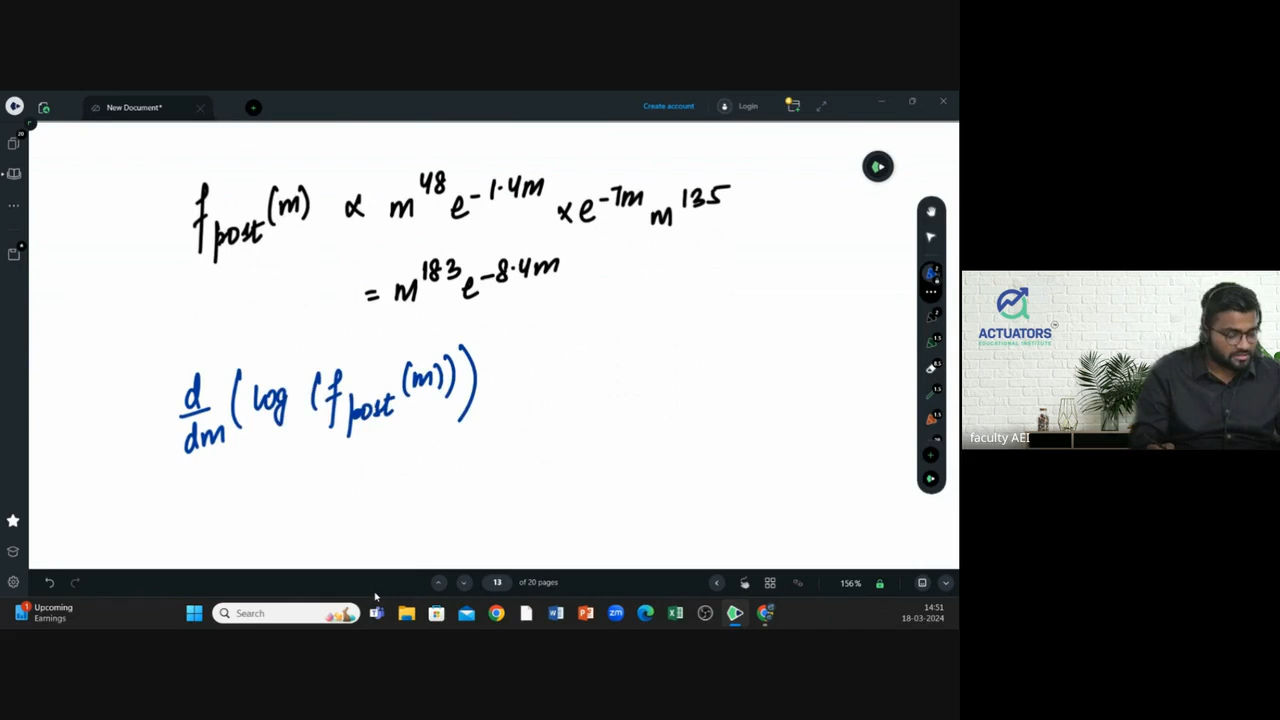 New Document*
Create account
Login
20
f_post(m) ∝ m^48 e^-1.4m × e^-7m m^135
= m^183 e^-8.4m
d/dm (log (f_post(m)))
ACTUATORS
EDUCATIONAL INSTITUTE
faculty AEI
13 of 20 pages
156%
Upcoming
Earnings
Search
14:51
18-03-2024